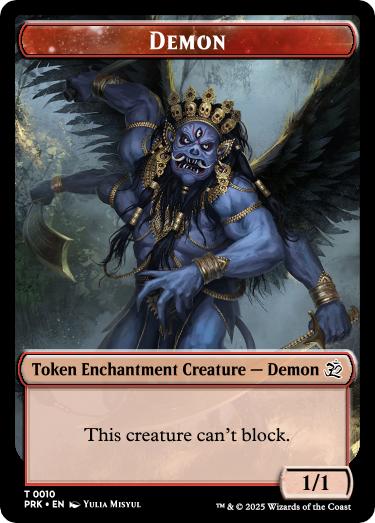 Demon
Token Enchantment Creature — Demon
This creature can't block.
1/1
T 0010
PRK • EN Yulia Misyul
™ & © 2025 Wizards of the Coast